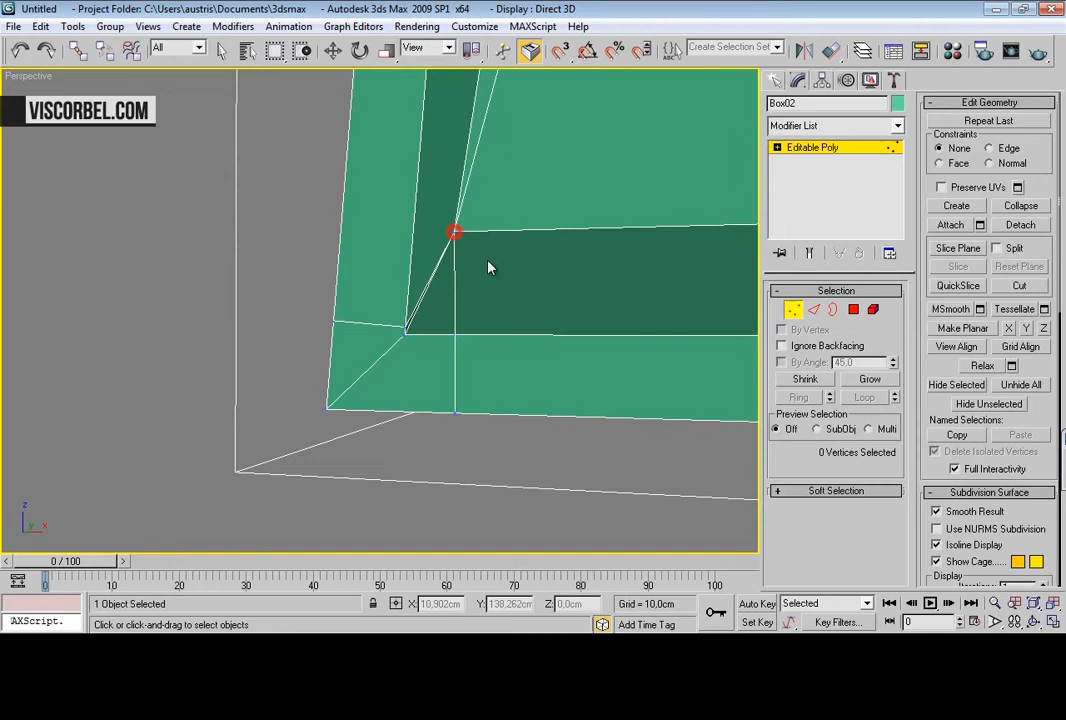 Untitled - Project Folder: C:\Users\austris\Documents\3dsmax - Autodesk 3ds Max 2009 SP1 x64 - Display : Direct 3D
File Edit Tools Group Views Create Modifiers Animation Graph Editors Rendering Customize MAXScript Help
All View Create Selection Set
Perspective
VISCORBEL.COM
Box02
Modifier List
Editable Poly
Selection
By Vertex
Ignore Backfacing
By Angle: 45,0
Shrink Grow
Ring Loop
Preview Selection
Off SubObj Multi
0 Vertices Selected
Soft Selection
Edit Geometry
Repeat Last
Constraints
None Edge
Face Normal
Preserve UVs
Create Collapse
Attach Detach
Slice Plane Split
Slice Reset Plane
QuickSlice Cut
MSmooth Tessellate
Make Planar X Y Z
View Align Grid Align
Relax
Hide Selected Unhide All
Hide Unselected
Named Selections:
Copy Paste
Delete Isolated Vertices
Full Interactivity
Subdivision Surface
Smooth Result
Use NURMS Subdivision
Isoline Display
Show Cage......
Display
z
y x
0 / 100
0 10 20 30 40 50 60 70 80 90 100
1 Object Selected X: 10,902cm Y: 138,262cm Z: 0,0cm Grid = 10,0cm Auto Key Selected
AXScript. Click or click-and-drag to select objects Add Time Tag Set Key Key Filters... 0